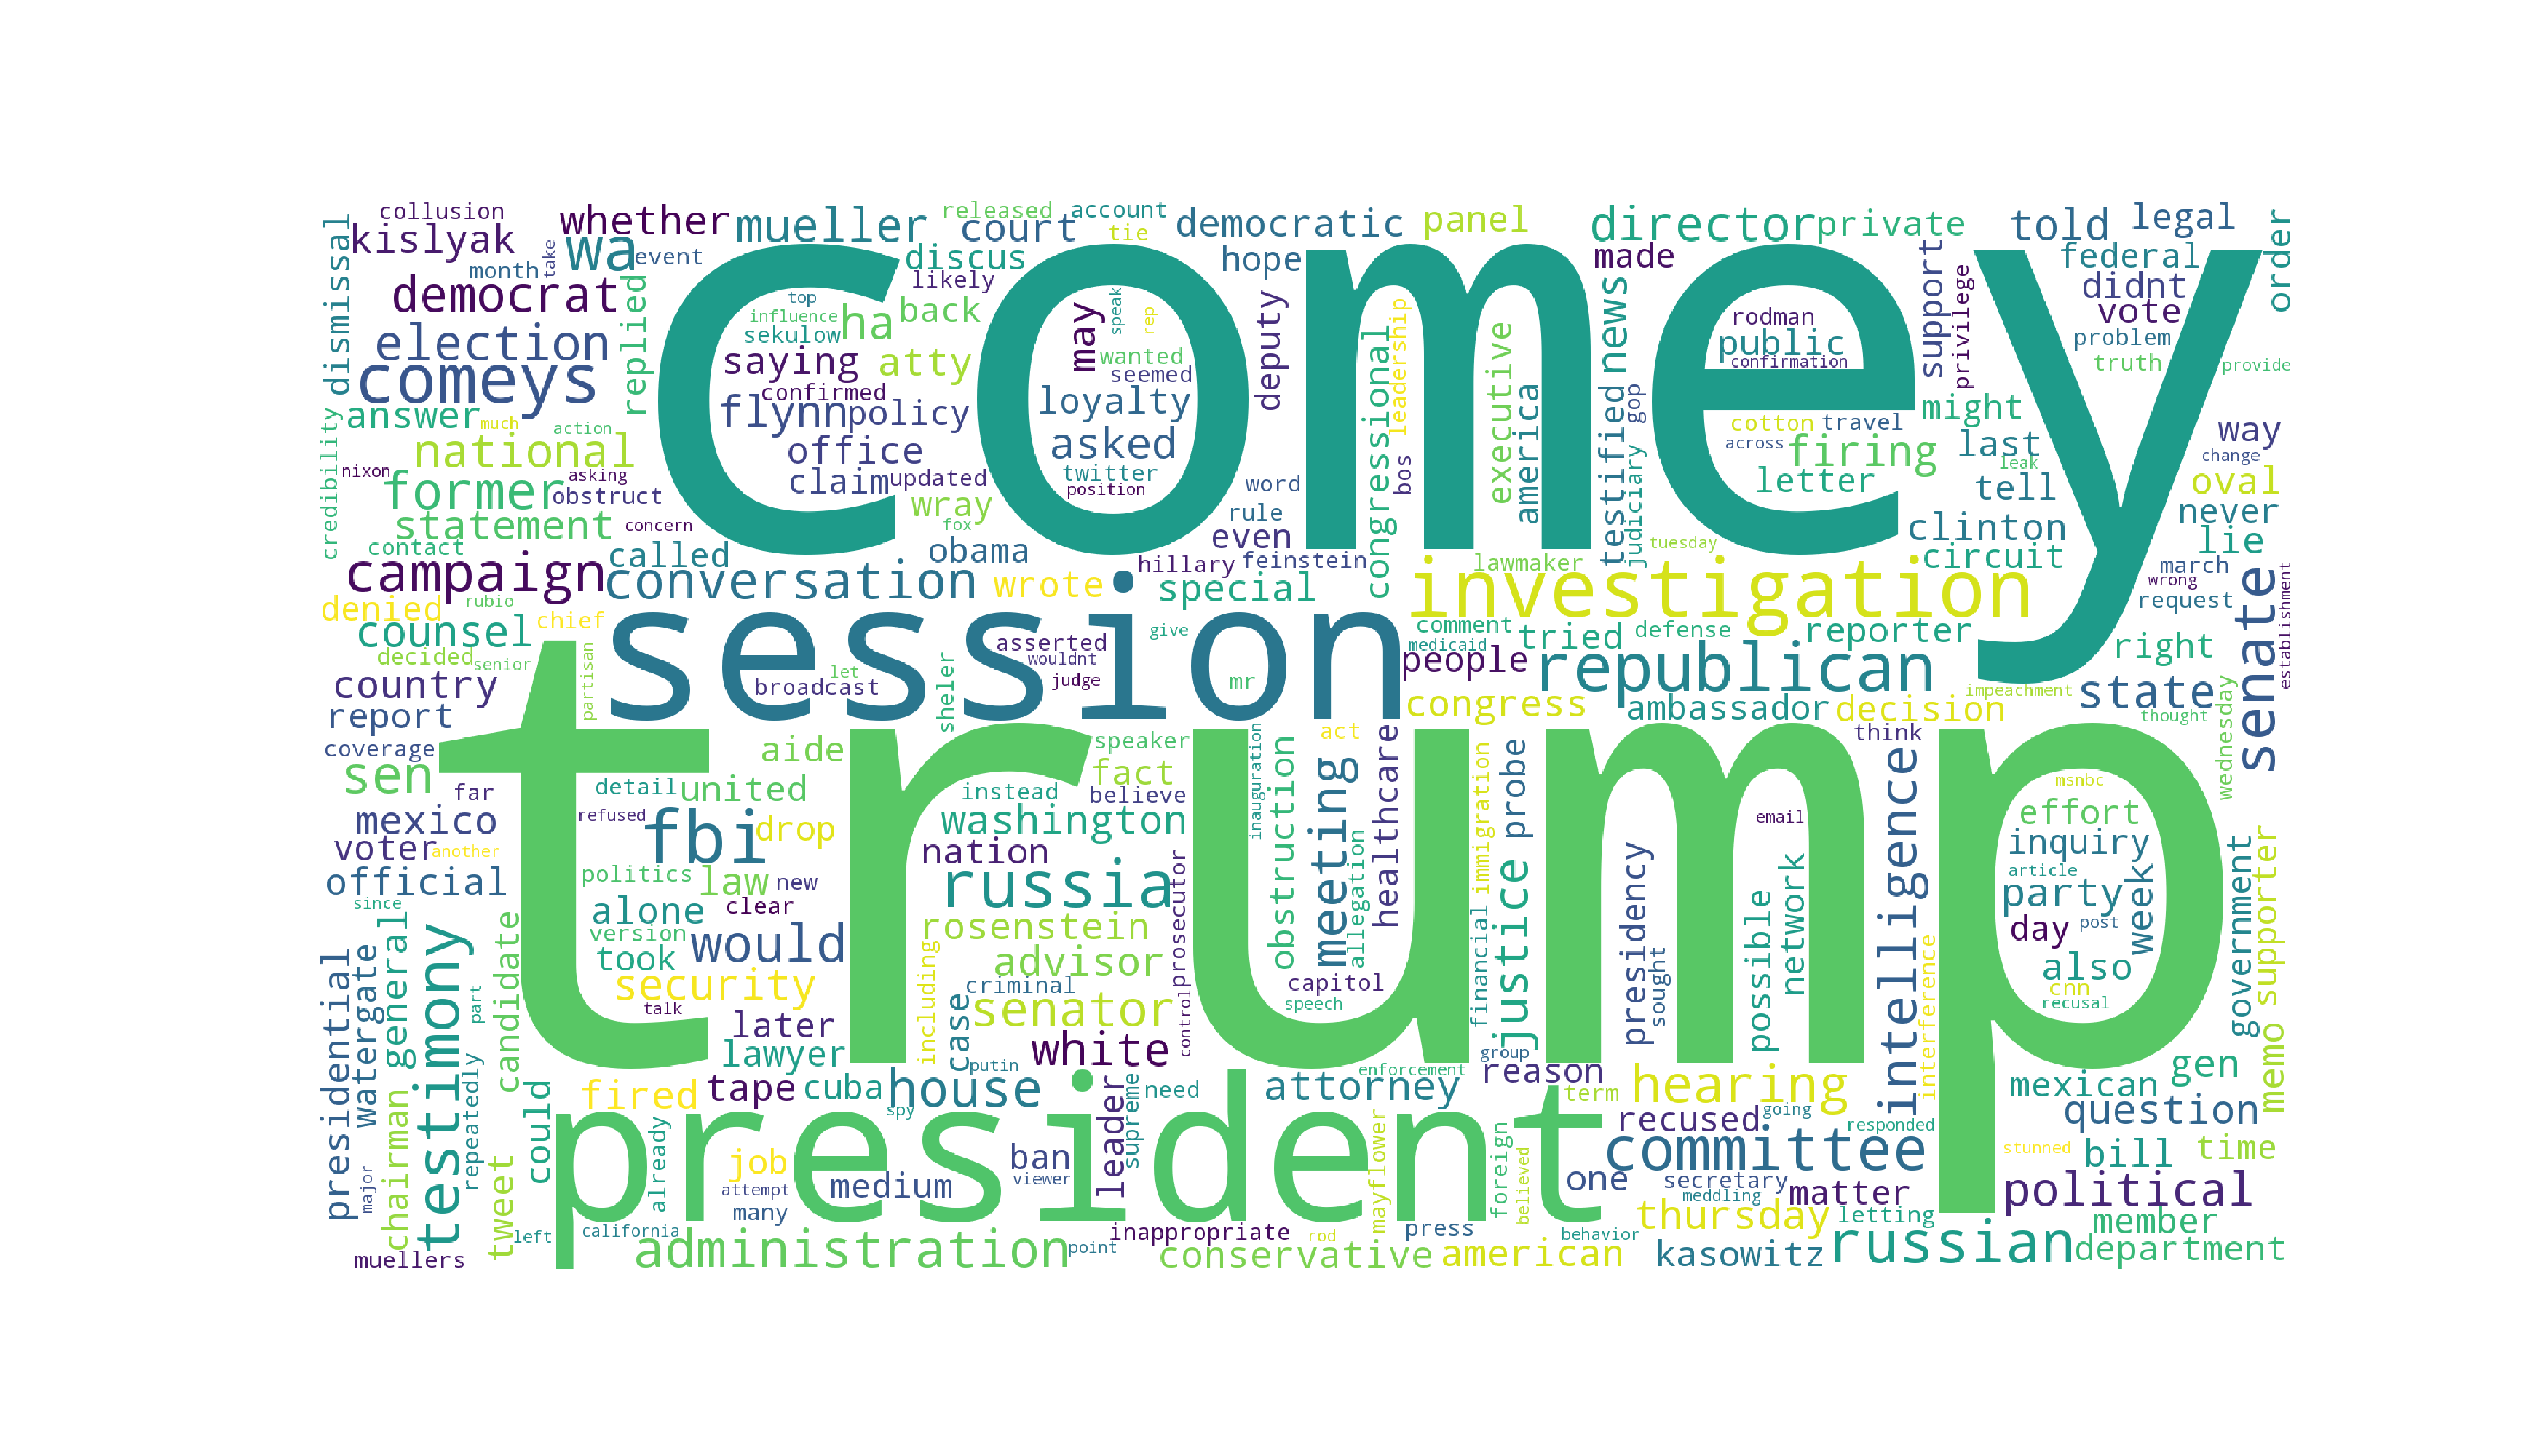 collusion
kislyak
month
take
whether
wa
event
mueller
released
account
tie
court
discus
likely
democratic
hope
panel
director
private
made
told
legal
federal
didnt
vote
problem
truth
provide
order
dismissal
democrat
election
comeys
replied
comey
top
influence
sekulow
ha
back
saying
atty
confirmed
flynn
policy
office
claim
updated
wray
fox
may
speak
rep
wanted
seemed
loyalty
asked
twitter
position
deputy
congressional
leadership
bos
executive
america
news
testified
gop
judiciary
rodman
public
confirmation
cotton
travel
across
firing
letter
support
privilege
might
last
leak
tell
way
change
oval
never
lie
credibility
answer
much
action
national
nixon
asking
former
obstruct
statement
concern
contact
called
obama
word
rule
even
hillary
feinstein
tuesday
clinton
circuit
march
wrong
request
establishment
campaign
conversation
wrote
special
lawmaker
investigation
senate
denied
rubio
chief
counsel
decided
senior
partisan
session
asserted
wouldnt
judge
give
comment
medicaid
tried
defense
reporter
people
republican
right
country
report
let
broadcast
sheler
mr
congress
ambassador
decision
impeachment
state
thought
wednesday
coverage
sen
trump
aide
speaker
fact
believe
inauguration
act
think
far
mexico
refused
detail
united
instead
washington
obstruction
meeting
healthcare
immigration
probe
email
intelligence
msnbc
effort
inquiry
article
party
day
post
week
also
cnn
recusal
voter
another
official
since
fbi
drop
nation
politics
law
new
russia
alone
clear
version
took
would
rosenstein
advisor
prosecutor
allegation
financial
justice
presidency
sought
possible
network
interference
government
supporter
memo
presidential
watergate
general
testimony
part
candidate
security
talk
later
lawyer
including
case
criminal
senator
capitol
speech
control
white
putin
chairman
repeatedly
could
fired
tape
cuba
house
spy
leader
supreme
need
attorney
enforcement
group
reason
term
hearing
recused
going
responded
mexican
gen
question
tweet
already
president
job
attempt
many
medium
ban
viewer
mayflower
foreign
believed
one
committee
secretary
meddling
matter
stunned
bill
time
political
major
muellers
left
california
administration
point
inappropriate
conservative
rod
press
american
behavior
thursday
kasowitz
letting
russian
member
department